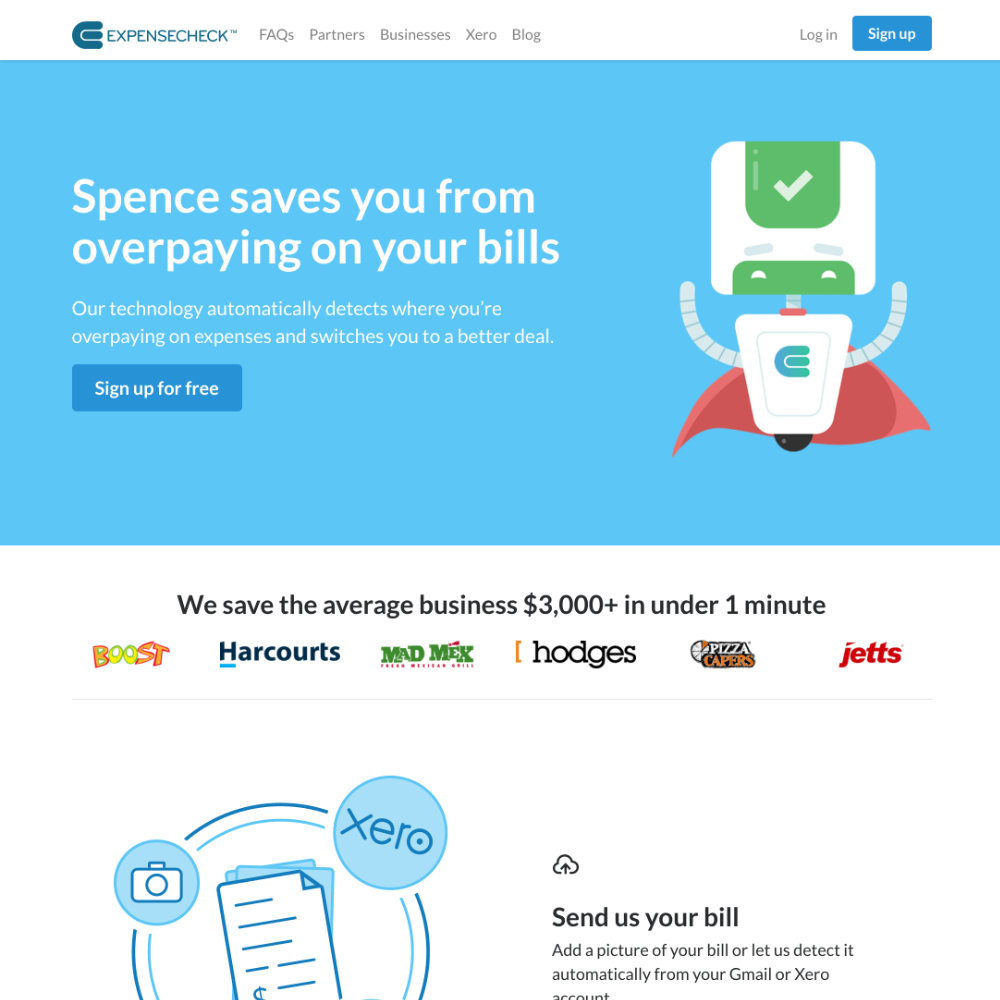 EXPENSECHECK™ FAQs Partners Businesses Xero Blog Log in Sign up
Spence saves you from
overpaying on your bills
Our technology automatically detects where you're
overpaying on expenses and switches you to a better deal.
Sign up for free
We save the average business $3,000+ in under 1 minute
BOOST Harcourts MAD MEX hodges PIZZA CAPERS jetts
FRESH MEXICAN GRILL
xero
Send us your bill
Add a picture of your bill or let us detect it
automatically from your Gmail or Xero
account.
$